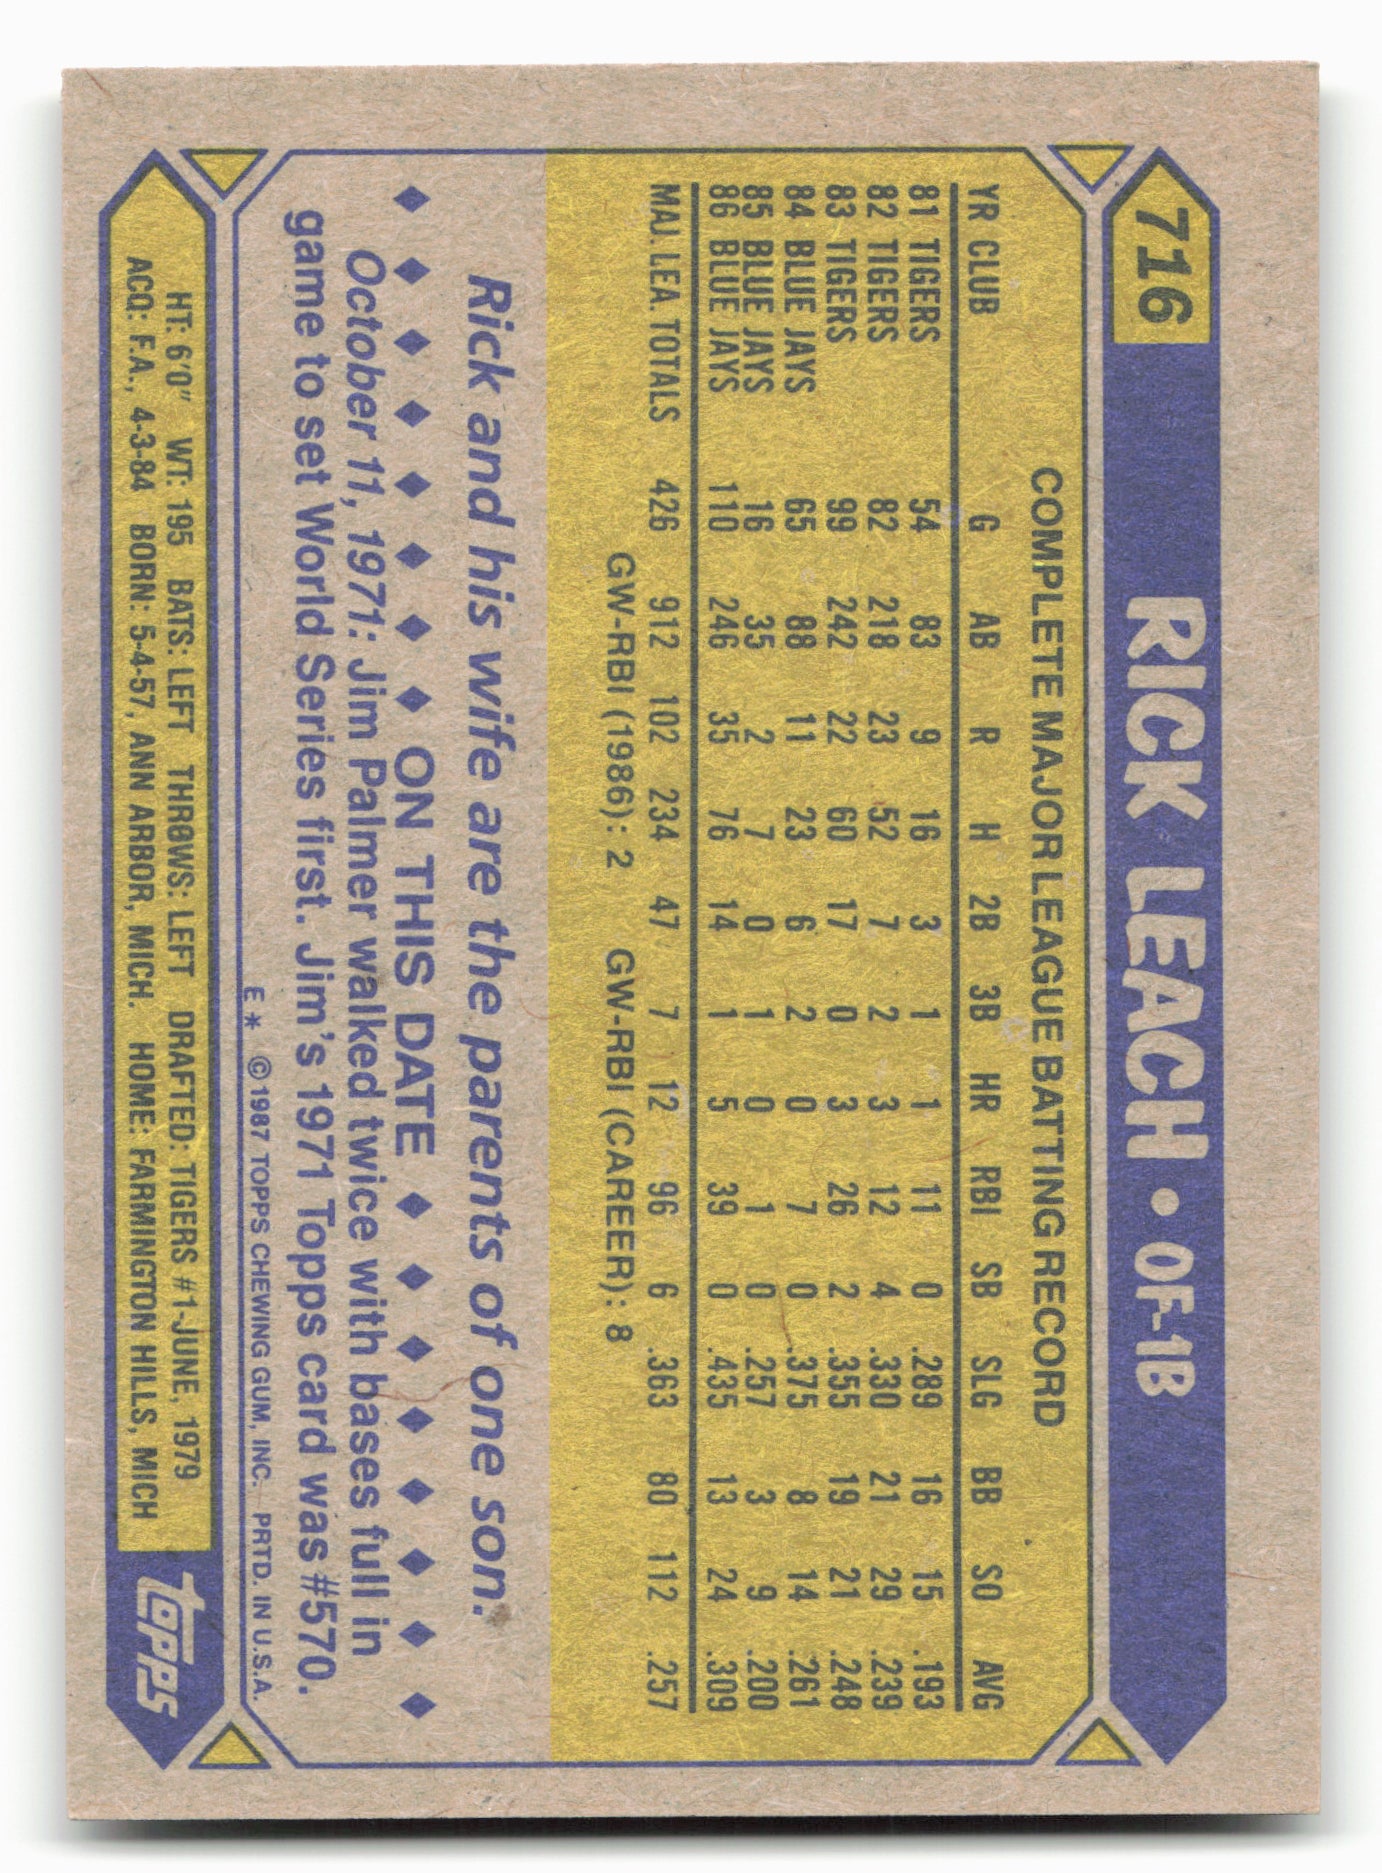 716 RICK LEACH • OF-1B
COMPLETE MAJOR LEAGUE BATTING RECORD
YR CLUB G AB R H 2B 3B HR RBI SB SLG BB SO AVG
81 TIGERS 54 83 9 16 3 1 1 11 0 .289 16 15 .193
82 TIGERS 82 218 23 52 7 2 3 12 4 .330 21 29 .239
83 TIGERS 99 242 22 60 17 0 3 26 2 .355 19 21 .248
84 BLUE JAYS 65 88 11 23 6 2 0 7 0 .375 8 14 .261
85 BLUE JAYS 16 35 2 7 0 1 0 1 0 .257 3 9 .200
86 BLUE JAYS 110 246 35 76 14 1 5 39 0 .435 13 24 .309
MAJ. LEA. TOTALS 426 912 102 234 47 7 12 96 6 .363 80 112 .257
GW-RBI (1986): 2 GW-RBI (CAREER): 8
Rick and his wife are the parents of one son.
ON THIS DATE
October 11, 1971: Jim Palmer walked twice with bases full in
game to set World Series first. Jim's 1971 Topps card was #570.
E* © 1987 TOPPS CHEWING GUM, INC. PRTD. IN U.S.A.
HT: 6'0" WT: 195 BATS: LEFT THROWS: LEFT DRAFTED: TIGERS #1-JUNE, 1979
ACQ: F.A., 4-3-84 BORN: 5-4-57, ANN ARBOR, MICH. HOME: FARMINGTON HILLS, MICH
topps